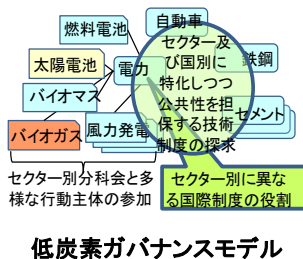 自動車
燃料電池
セクター及
び国別に
特化しつつ
公共性を担
保する技術
制度の探求
鉄鋼
太陽電池
電力
バイオマス
セメント
バイオガス
風力発電
セクター別分科会と多
様な行動主体の参加
セクター別に異な
る国際制度の役割
低炭素ガバナンスモデル